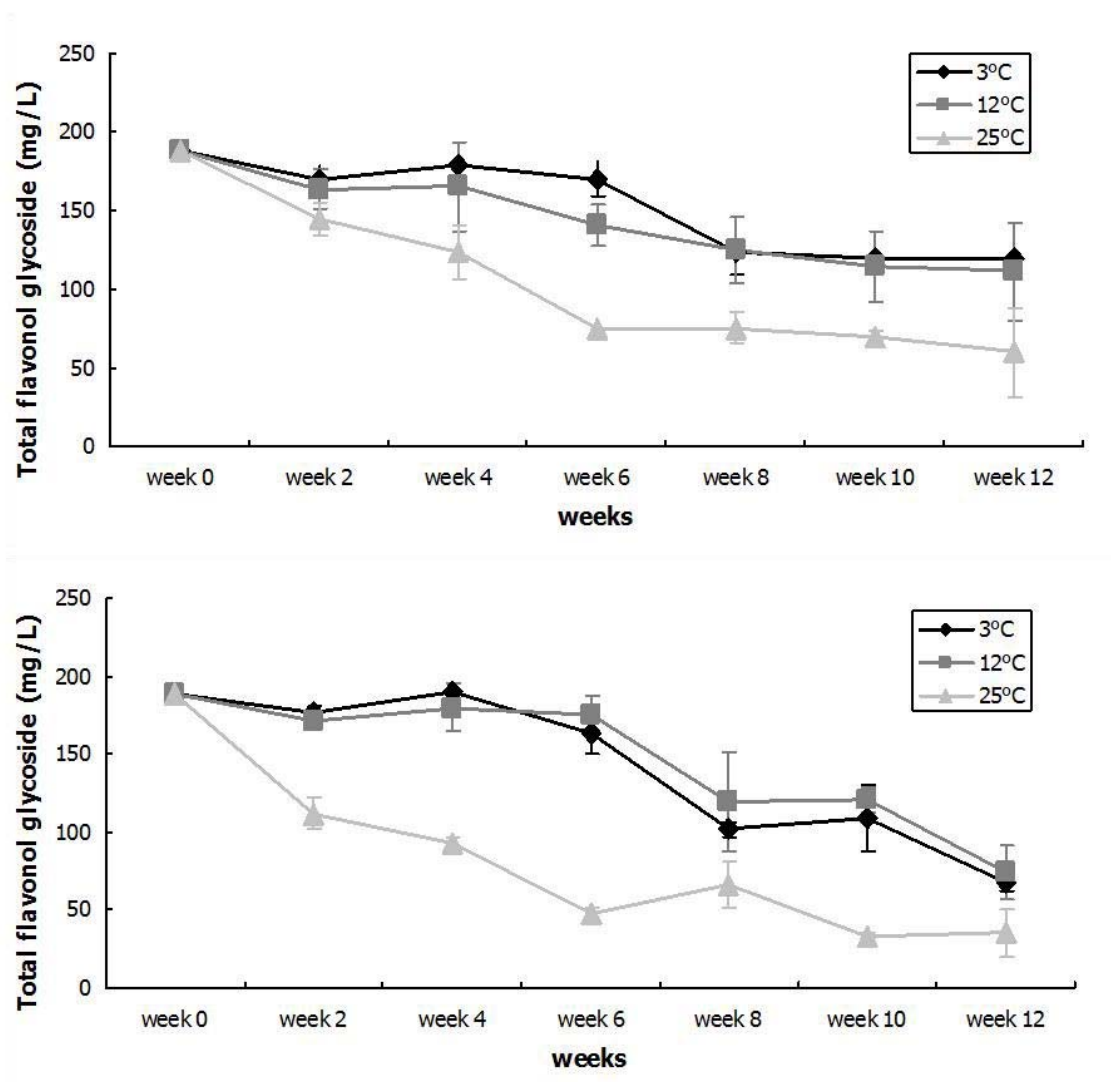 250
200
150
100
50
0
Total flavonol glycoside (mg/L)
3ºC
12ºC
25ºC
week 0 week 2 week 4 week 6 week 8 week 10 week 12
weeks
250
200
150
100
50
0
Total flavonol glycoside (mg/L)
3ºC
12ºC
25ºC
week 0 week 2 week 4 week 6 week 8 week 10 week 12
weeks